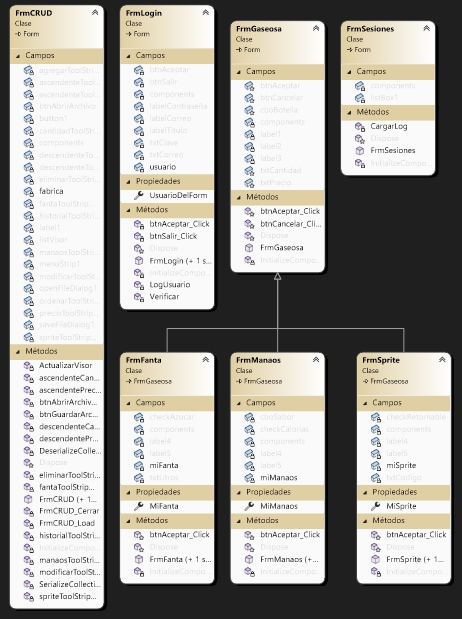 FrmCRUD
Clase
Form
Campos
agregarToolStri...
ascendenteTool...
ascendenteToo...
btnAbrirArchivo
button1
cantidadToolStr...
components
descendenteTo...
descendenteTo...
eliminarToolStri...
fabrica
fantaToolStrip...
historialToolStri...
label1
listVisor
manaosToolStri...
menuStrip1
modificarToolSt...
openFileDialog1
ordenarToolStri...
precioToolStrip...
saveFileDialog1
spriteToolStrip...
Métodos
ActualizarVisor
ascendenteCan...
ascendentePrec...
btnAbrirArchiv...
btnGuardarArc...
descendenteCa...
descendentePr...
DeserializeColle...
Dispose
eliminarToolStri...
fantaToolStrip...
FrmCRUD (+ 1...
FrmCRUD_Cerrar
FrmCRUD_Load
historialToolStri...
InitializeCompo...
manaosToolStri...
modificarToolSt...
SerializeCollecti...
spriteToolStrip...
FrmLogin
Clase
Form
Campos
btnAceptar
btnSalir
components
labelContraseña
labelCorreo
labelTitulo
txtClave
txtCorreo
usuario
Propiedades
UsuarioDelForm
Métodos
btnAceptar_Click
btnSalir_Click
Dispose
FrmLogin (+ 1 s...
InitializeCompo...
LogUsuario
Verificar
FrmGaseosa
Clase
Form
Campos
btnAceptar
btnCancelar
cboBotella
components
label1
label2
label3
txtCantidad
txtPrecio
Métodos
btnAceptar_Click
btnCancelar_Cli...
Dispose
FrmGaseosa
InitializeCompo...
FrmSesiones
Clase
Form
Campos
components
listBox1
Métodos
CargarLog
Dispose
FrmSesiones
InitializeCompo...
FrmFanta
Clase
FrmGaseosa
Campos
checkAzucar
components
label4
label5
miFanta
txtLitros
Propiedades
MiFanta
Métodos
btnAceptar_Click
Dispose
FrmFanta (+ 1 s...
InitializeCompo...
FrmManaos
Clase
FrmGaseosa
Campos
cboSabor
checkCalorias
components
label4
label5
miManaos
Propiedades
MiManaos
Métodos
btnAceptar_Click
Dispose
FrmManaos (+...
InitializeCompo...
FrmSprite
Clase
FrmGaseosa
Campos
checkRetornable
components
label4
label5
miSprite
txtCodigo
Propiedades
MiSprite
Métodos
btnAceptar_Click
Dispose
FrmSprite (+ 1 s...
InitializeCompo...